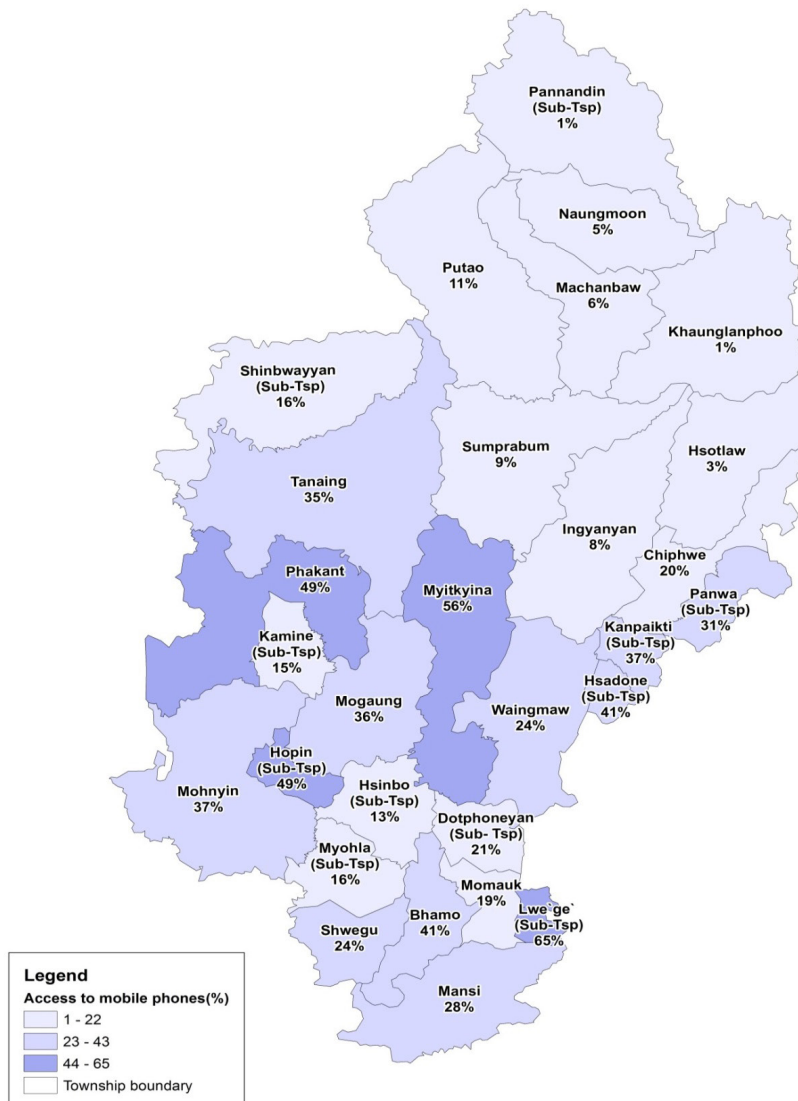 Pannandin
(Sub-Tsp)
1%
Naungmoon
5%
Putao
11%
Machanbaw
6%
Khaunglanphoo
1%
Shinbwayyan
(Sub-Tsp)
16%
Sumprabum
9%
Hsotlaw
3%
Tanaing
35%
Ingyanyan
8%
Chiphwe
20%
Phakant
49%
Myitkyina
56%
Panwa
(Sub-Tsp)
31%
Kamine
(Sub-Tsp)
15%
Kanpaikti
(Sub-Tsp)
37%
Hsadone
(Sub-Tsp)
41%
Mogaung
36%
Waingmaw
24%
Hopin
(Sub-Tsp)
49%
Mohnyin
37%
Hsinbo
(Sub-Tsp)
13%
Dotphoneyan
(Sub- Tsp)
21%
Myohla
(Sub-Tsp)
16%
Momauk
19%
Lwe`ge`
(Sub-Tsp)
65%
Bhamo
41%
Shwegu
24%
Mansi
28%
Legend
Access to mobile phones(%)
1 - 22
23 - 43
44 - 65
Township boundary